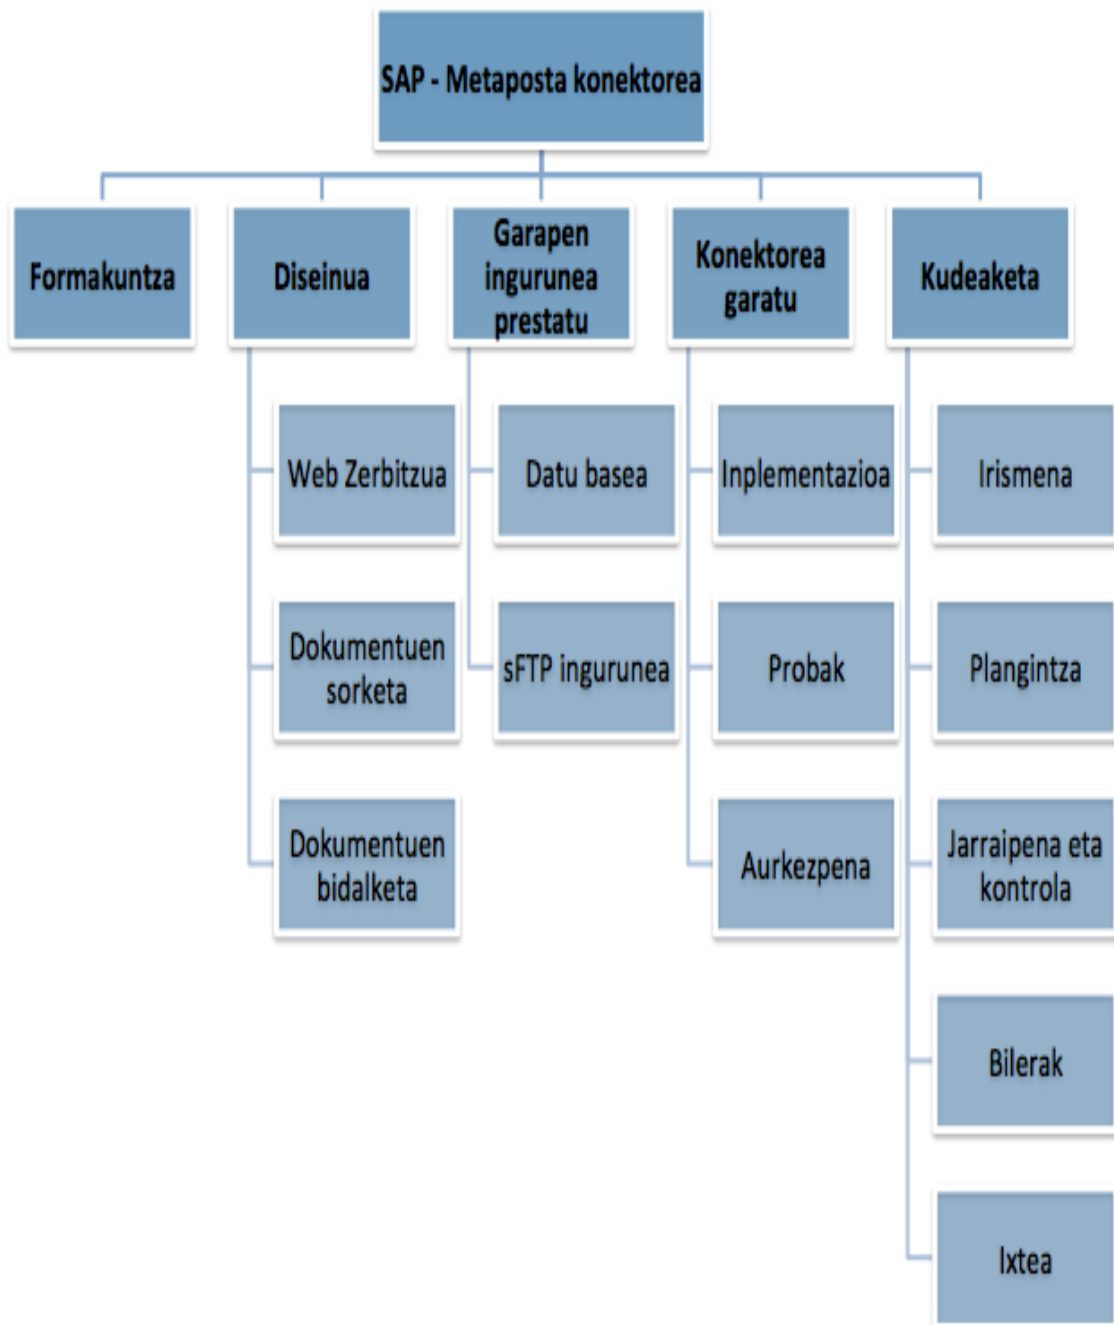 SAP - Metaposta konektorea
Formakuntza
Diseinua
Garapen
ingurunea
prestatu
Konektorea
garatu
Kudeaketa
Web Zerbitzua
Dokumentuen
sorketa
Dokumentuen
bidalketa
Datu basea
sFTP ingurunea
Inplementazioa
Probak
Aurkezpena
Irismena
Plangintza
Jarraipena eta
kontrola
Bilerak
Ixtea